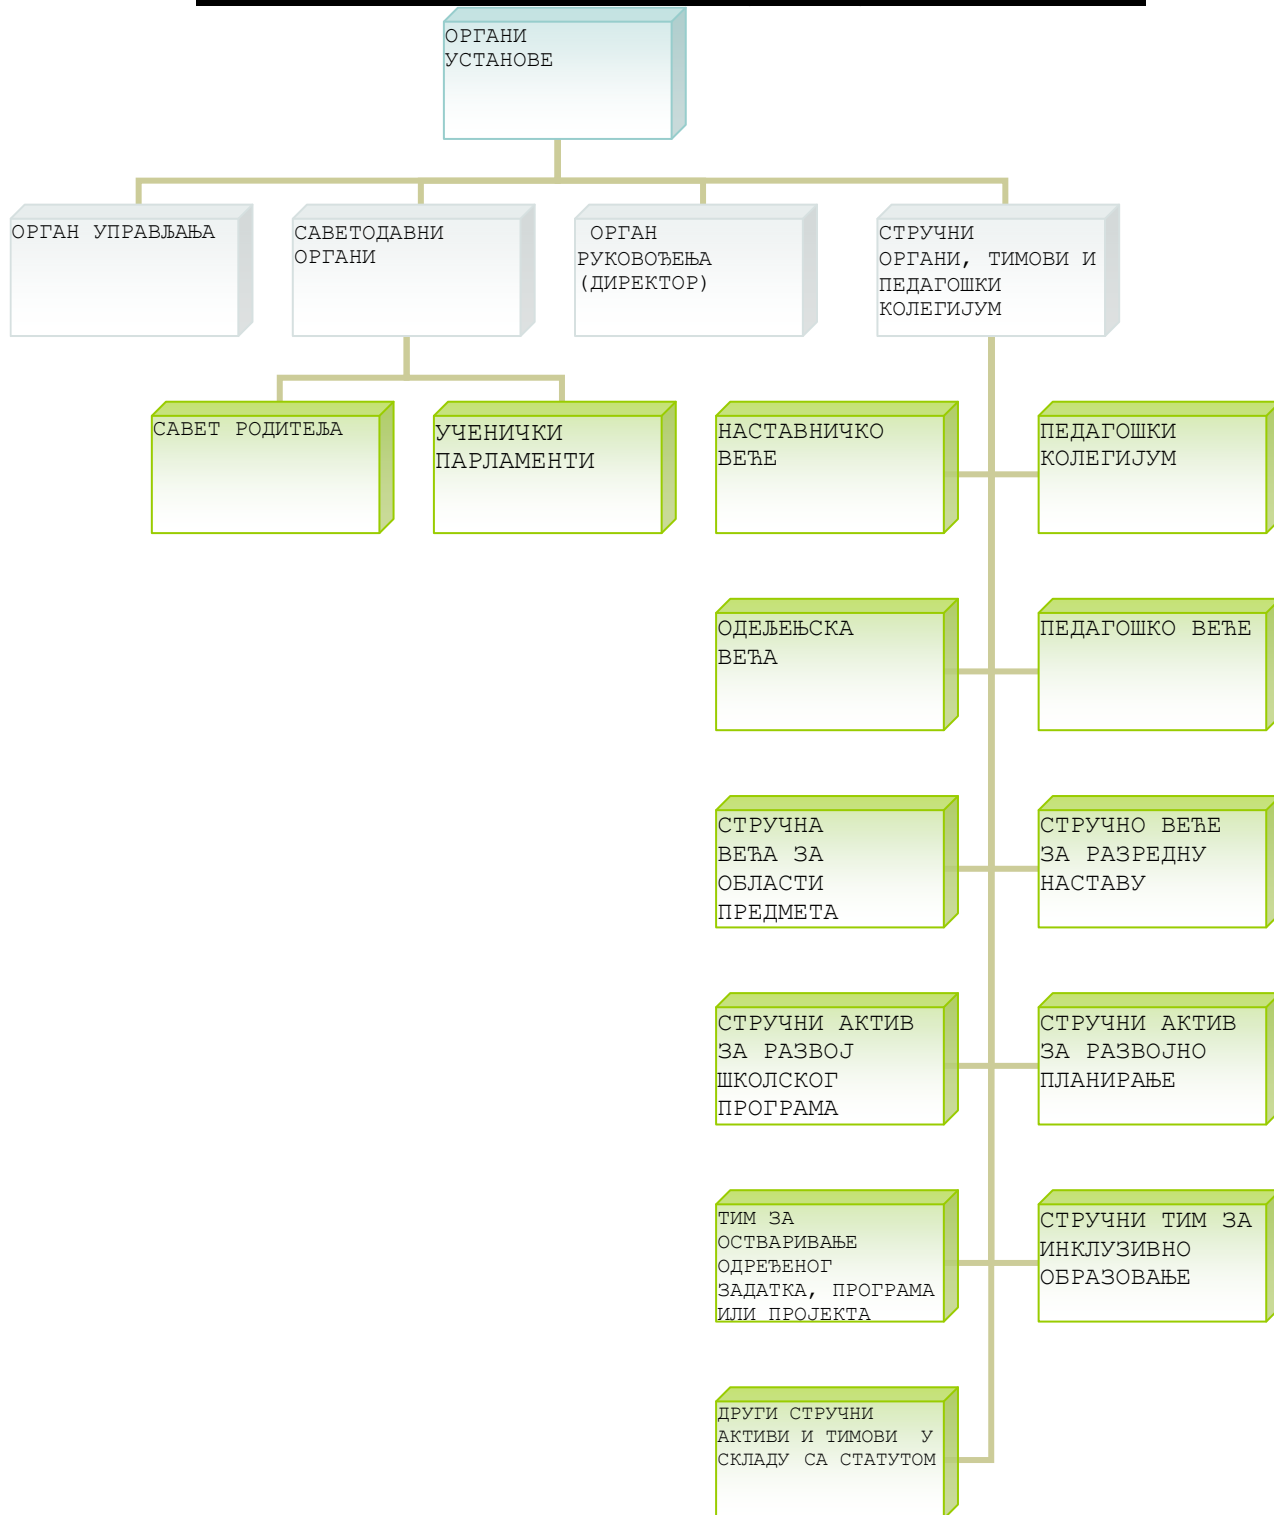 ОРГАНИ
УСТАНОВЕ
ОРГАН УПРАВЉАЊА
САВЕТОДАВНИ
ОРГАНИ
ОРГАН
РУКОВОЂЕЊА
(ДИРЕКТОР)
СТРУЧНИ
ОРГАНИ, ТИМОВИ И
ПЕДАГОШКИ
КОЛЕГИЈУМ
САВЕТ РОДИТЕЉА
УЧЕНИЧКИ
ПАРЛАМЕНТИ
НАСТАВНИЧКО
ВЕЋЕ
ПЕДАГОШКИ
КОЛЕГИЈУМ
ОДЕЉЕЊСКА
ВЕЋА
ПЕДАГОШКО ВЕЋЕ
СТРУЧНА
ВЕЋА ЗА
ОБЛАСТИ
ПРЕДМЕТА
СТРУЧНО ВЕЋЕ
ЗА РАЗРЕДНУ
НАСТАВУ
СТРУЧНИ АКТИВ
ЗА РАЗВОЈ
ШКОЛСКОГ
ПРОГРАМА
СТРУЧНИ АКТИВ
ЗА РАЗВОЈНО
ПЛАНИРАЊЕ
ТИМ ЗА
ОСТВАРИВАЊЕ
ОДРЕЂЕНОГ
ЗАДАТКА, ПРОГРАМА
ИЛИ ПРОЈЕКТА
СТРУЧНИ ТИМ ЗА
ИНКЛУЗИВНО
ОБРАЗОВАЊЕ
ДРУГИ СТРУЧНИ
АКТИВИ И ТИМОВИ У
СКЛАДУ СА СТАТУТОМ